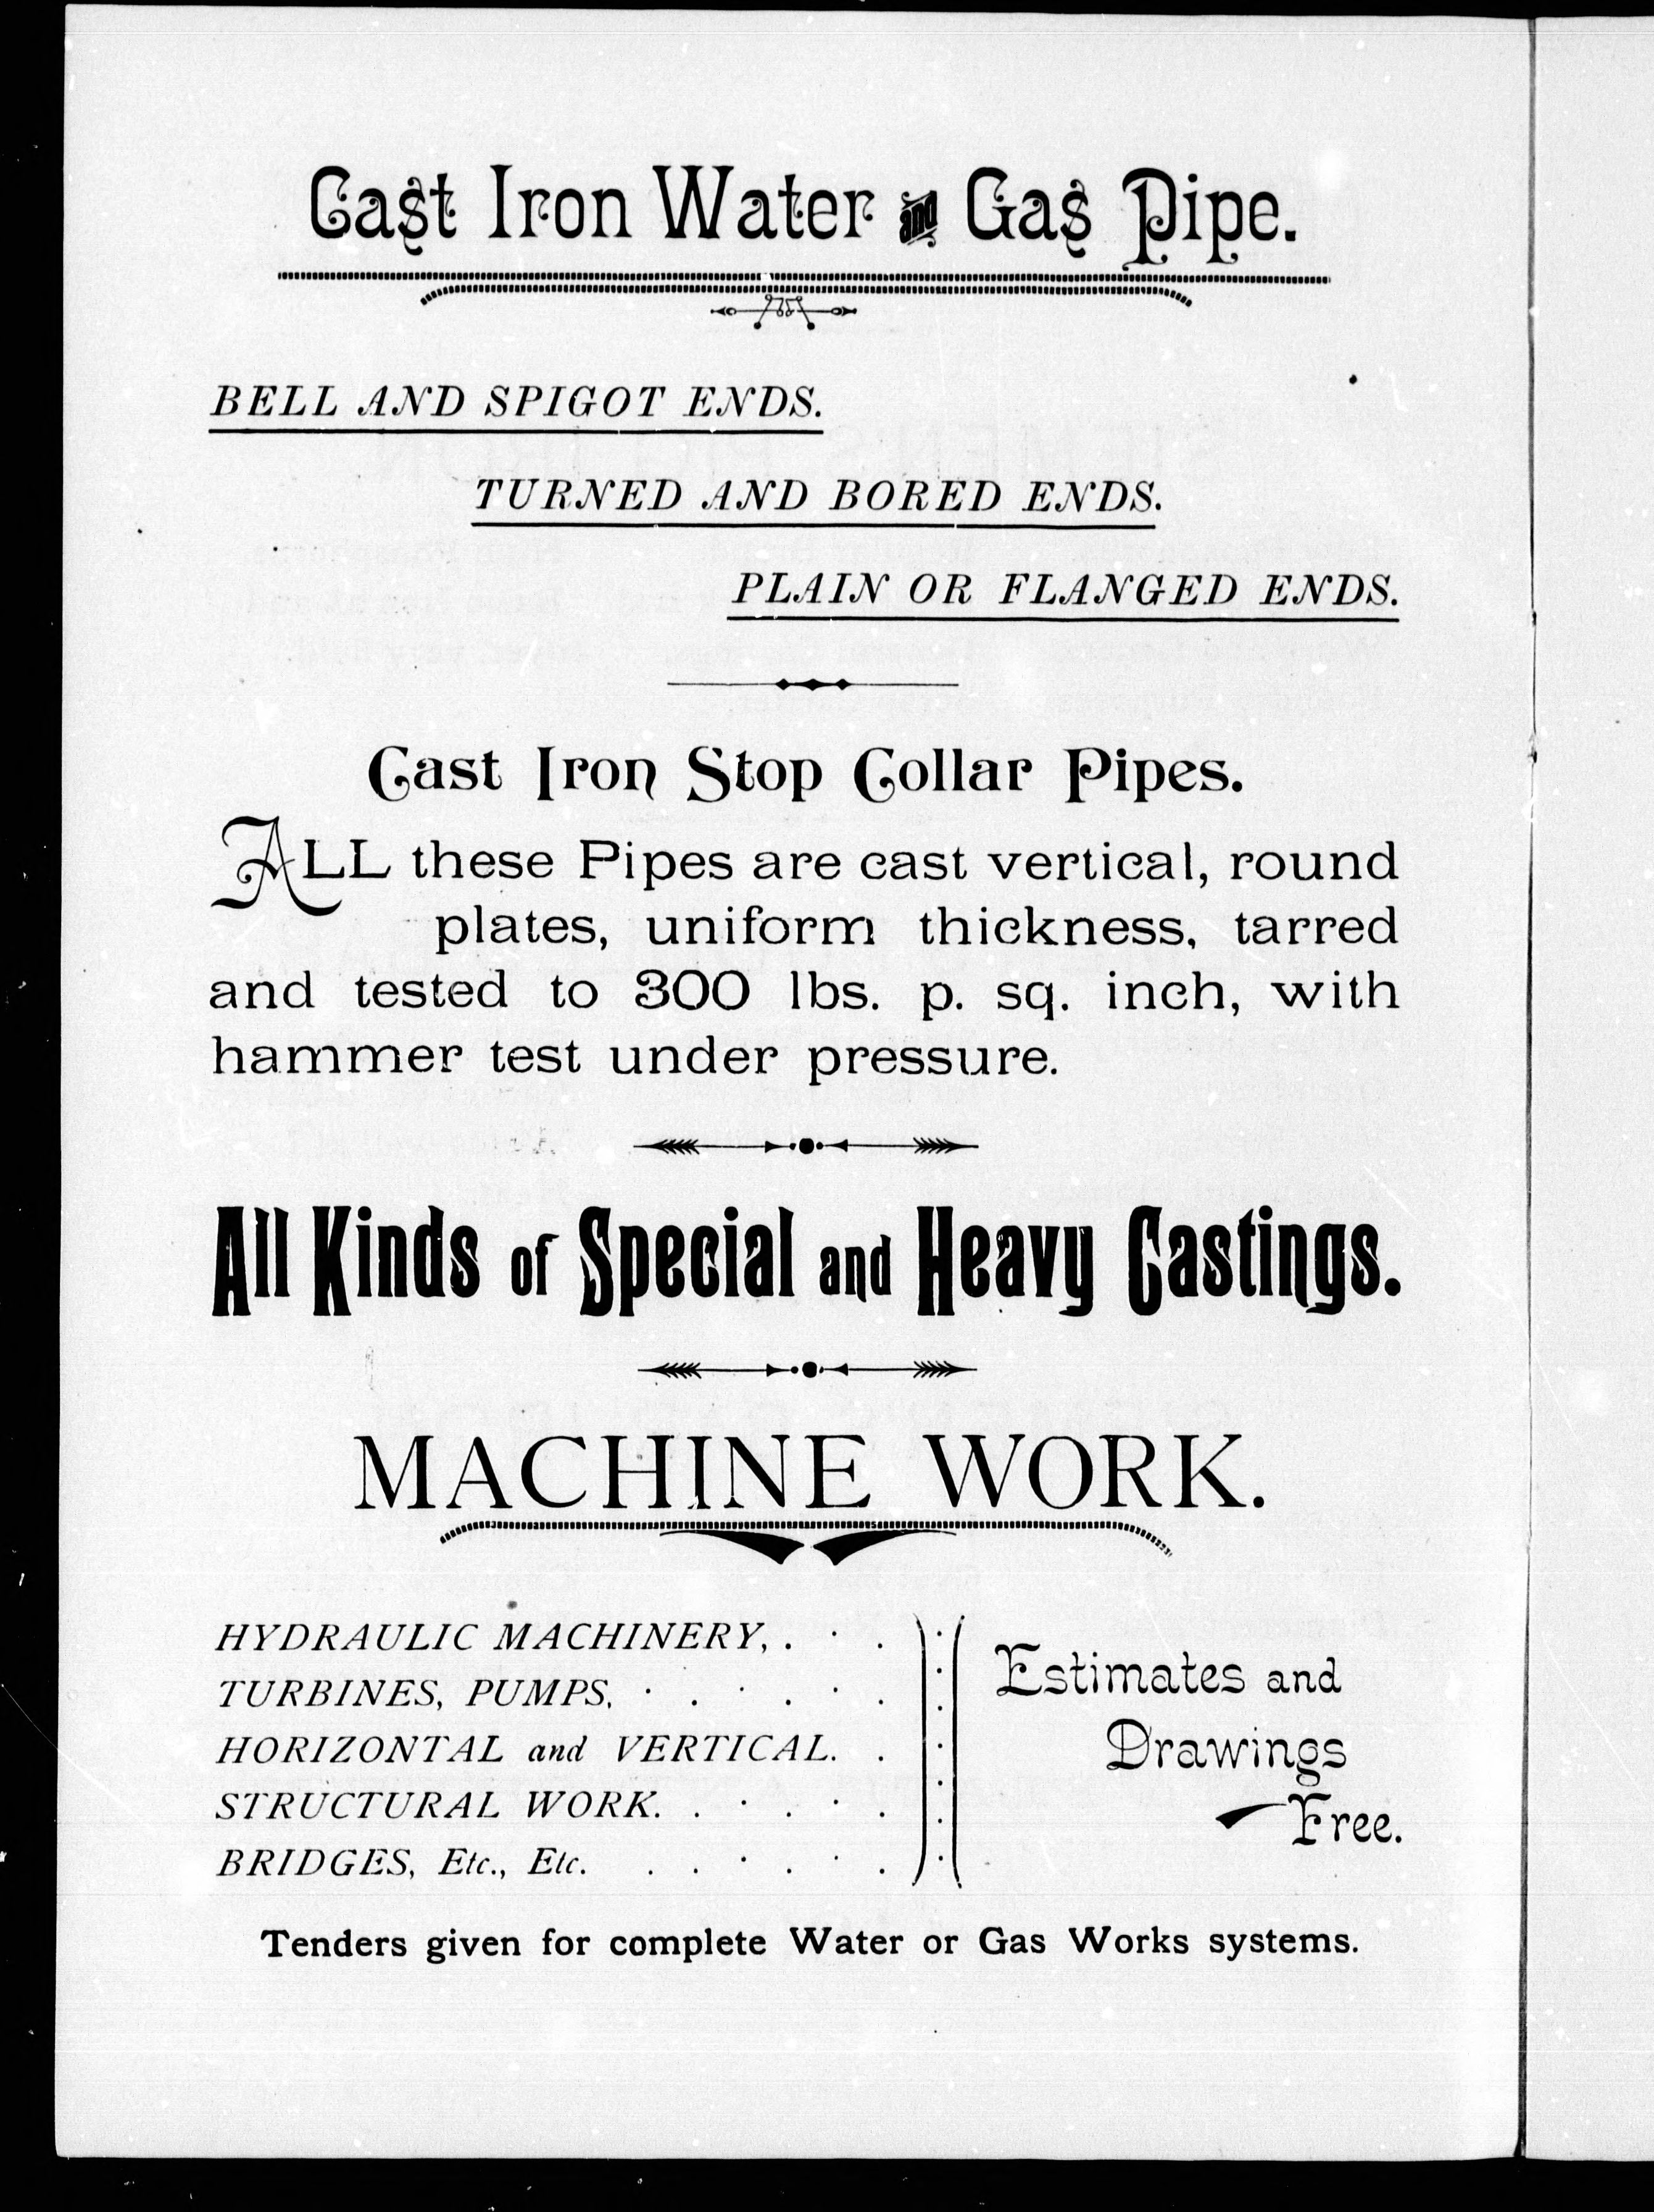 Cast Iron Water and Gas Pipe.
BELL AND SPIGOT ENDS.
TURNED AND BORED ENDS.
PLAIN OR FLANGED ENDS.
Cast Iron Stop Collar Pipes.
ALL these Pipes are cast vertical, round
plates, uniform thickness, tarred
and tested to 300 lbs. p. sq. inch, with
hammer test under pressure.
All Kinds of Special and Heavy Castings.
MACHINE WORK.
HYDRAULIC MACHINERY, . . .
TURBINES, PUMPS, . . . . . .
HORIZONTAL and VERTICAL. .
STRUCTURAL WORK. . . . . .
BRIDGES, Etc., Etc. . . . . . .
Estimates and
Drawings
Free.
Tenders given for complete Water or Gas Works systems.